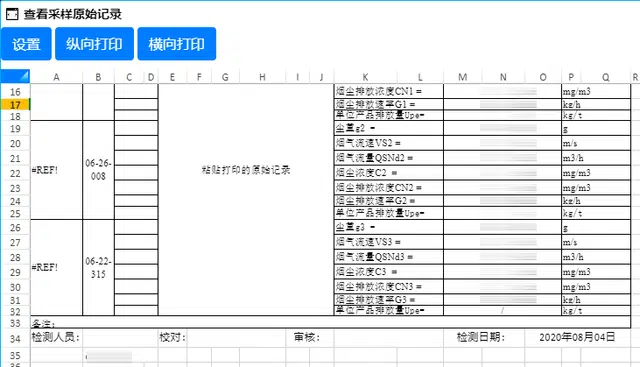 查看采样原始记录
设置 纵向打印 横向打印
A B C D E F G H I J K L M N O P Q
16 烟尘排放浓度CN1 = mg/m3
17 烟尘排放速率G1 = kg/h
18 单位产品排放量Upe= kg/t
19 尘重g2 = g
20 烟气流速VS2 = m/s
21 烟气流量QSNd2 = m3/h
22 #REF! 06-26-008 粘贴打印的原始记录 烟尘浓度C2 = mg/m3
23 烟尘排放浓度CN2 = mg/m3
24 烟尘排放速率G2 = kg/h
25 单位产品排放量Upe= kg/t
26 尘重g3 = g
27 烟气流速VS3 = m/s
28 烟气流量QSNd3 = m3/h
29 #REF! 06-22-315 烟尘浓度C3 = mg/m3
30 烟尘排放浓度CN3 = mg/m3
31 烟尘排放速率G3 = kg/h
32 单位产品排放量Upe= / kg/t
33 备注:
34 检测人员: 校对: 审核: 检测日期: 2020年08月04日
35
36